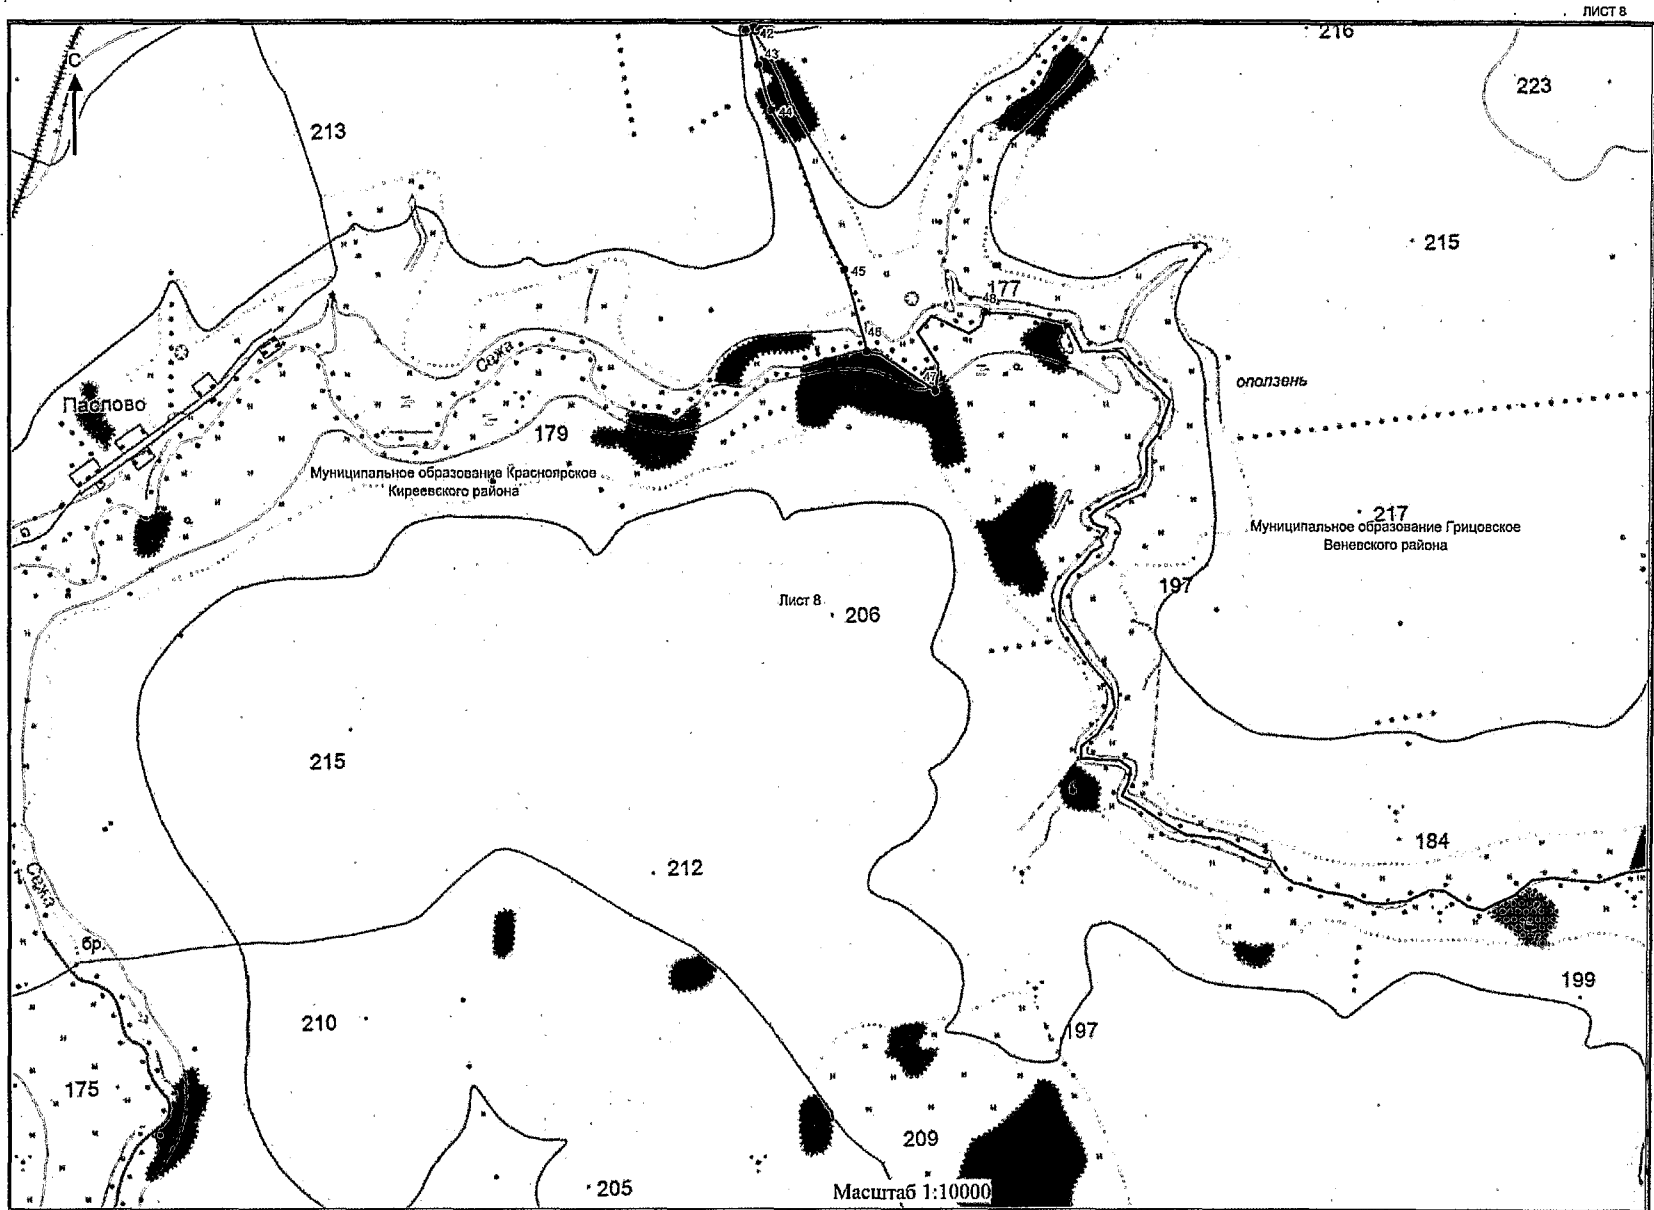 ЛИСТ 8
С
42
216
43
223
44
213
215
45
177
48
46
Сежа
оползень
47
Паслово
179
Муниципальное образование Красноярское
Киреевского района
217
Муниципальное образование Грицовское
Веневского района
197
Лист 8
206
215
184
212
Сежа
бр.
199
210
197
175
209
205
Масштаб 1:10000